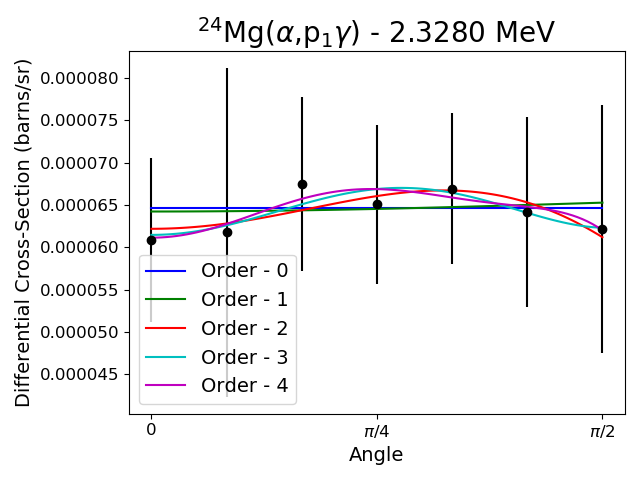 ²⁴Mg(α,p₁γ) - 2.3280 MeV
Differential Cross-Section (barns/sr)
0.000080
0.000075
0.000070
0.000065
0.000060
0.000055
0.000050
0.000045
Order - 0
Order - 1
Order - 2
Order - 3
Order - 4
0
π/4
π/2
Angle